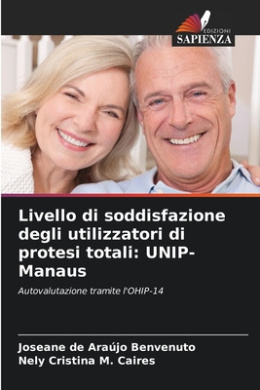 EDIZIONI
SAPIENZA
Livello di soddisfazione
degli utilizzatori di
protesi totali: UNIP-
Manaus
Autovalutazione tramite l'OHIP-14
Joseane de Araújo Benvenuto
Nely Cristina M. Caires